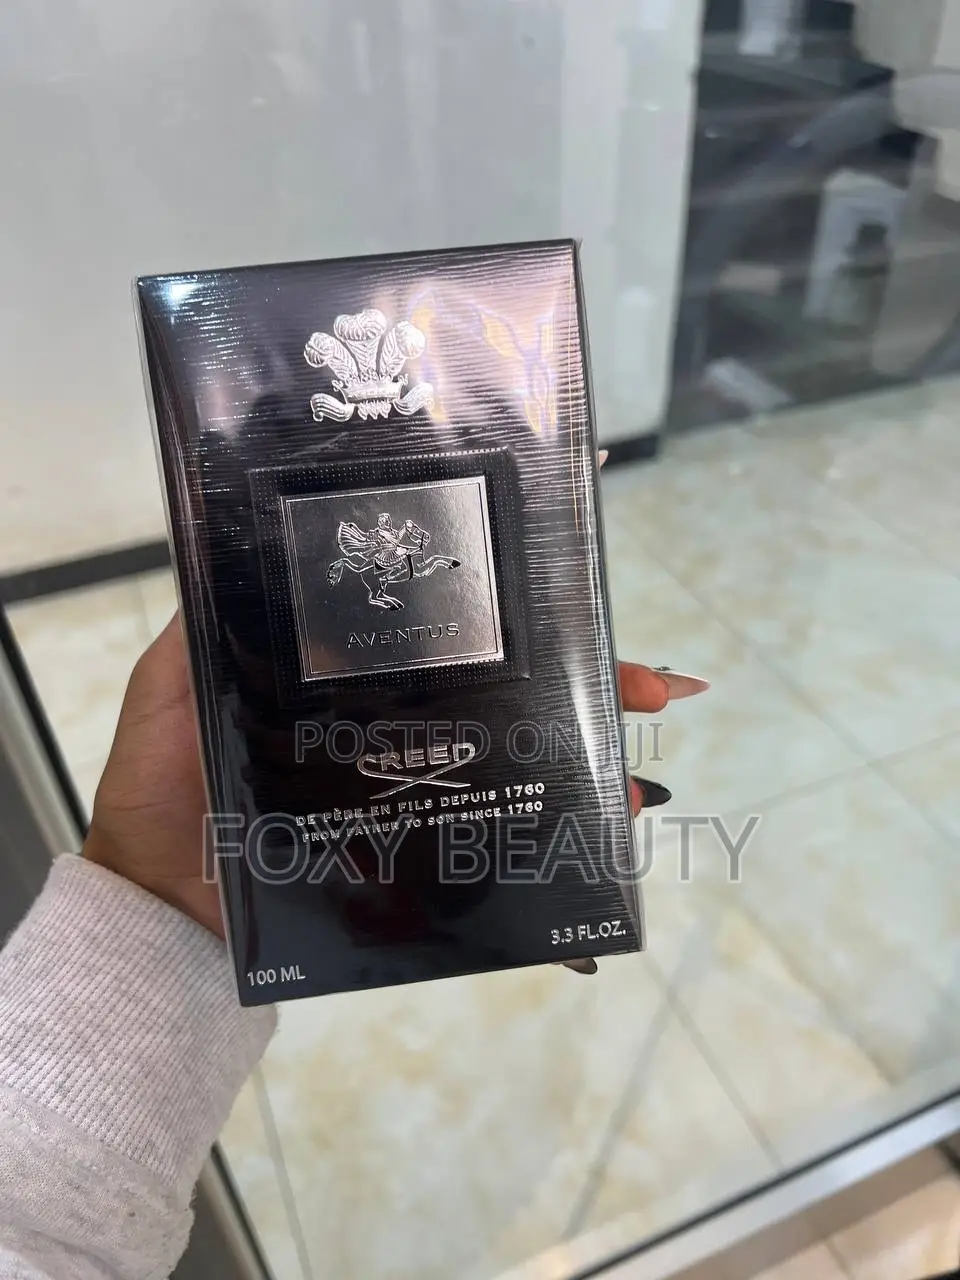 AVENTUS
POSTED ON JIJI
CREED
DE PÈRE EN FILS DEPUIS 1760
FROM FATHER TO SON SINCE 1760
FOXY BEAUTY
3.3 FL.OZ.
100 ML